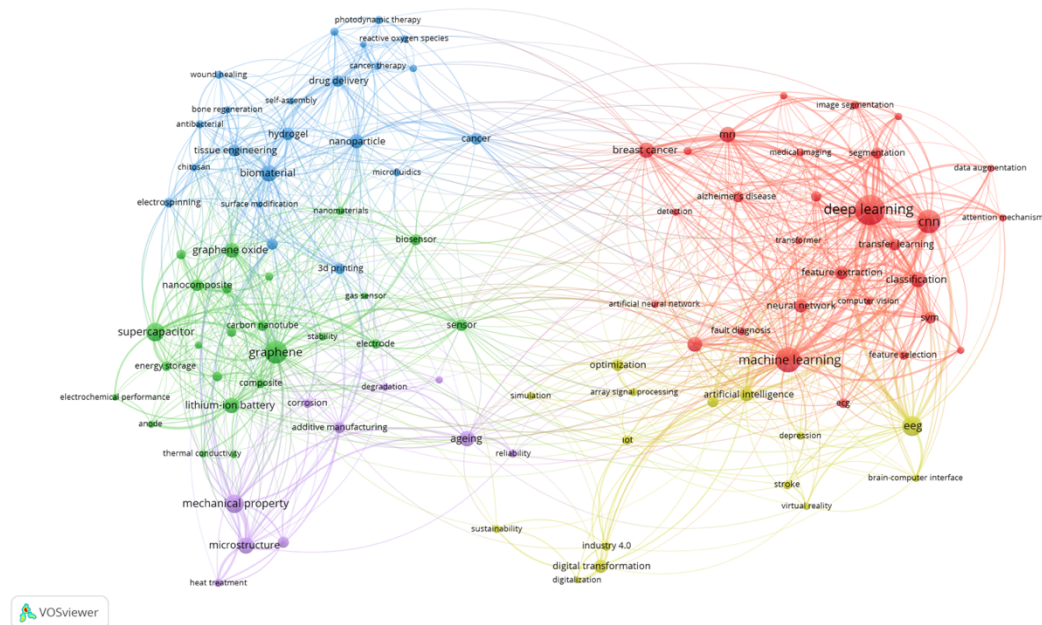 photodynamic therapy
reactive oxygen species
cancer therapy
wound healing
drug delivery
self-assembly
bone regeneration
antibacterial
hydrogel
nanoparticle
cancer
tissue engineering
chitosan
biomaterial
microfluidics
electrospinning
surface modification
nanomaterials
biosensor
graphene oxide
3d printing
nanocomposite
gas sensor
supercapacitor
carbon nanotube
stability
sensor
graphene
electrode
energy storage
composite
degradation
electrochemical performance
lithium-ion battery
corrosion
anode
additive manufacturing
ageing
thermal conductivity
reliability
mechanical property
microstructure
heat treatment
image segmentation
mri
breast cancer
medical imaging
segmentation
data augmentation
alzheimer's disease
detection
deep learning
cnn
attention mechanism
transformer
transfer learning
feature extraction
classification
artificial neural network
neural network
computer vision
svm
fault diagnosis
machine learning
feature selection
optimization
simulation
array signal processing
artificial intelligence
ecg
iot
depression
eeg
stroke
brain-computer interface
virtual reality
sustainability
industry 4.0
digital transformation
digitalization
VOSviewer